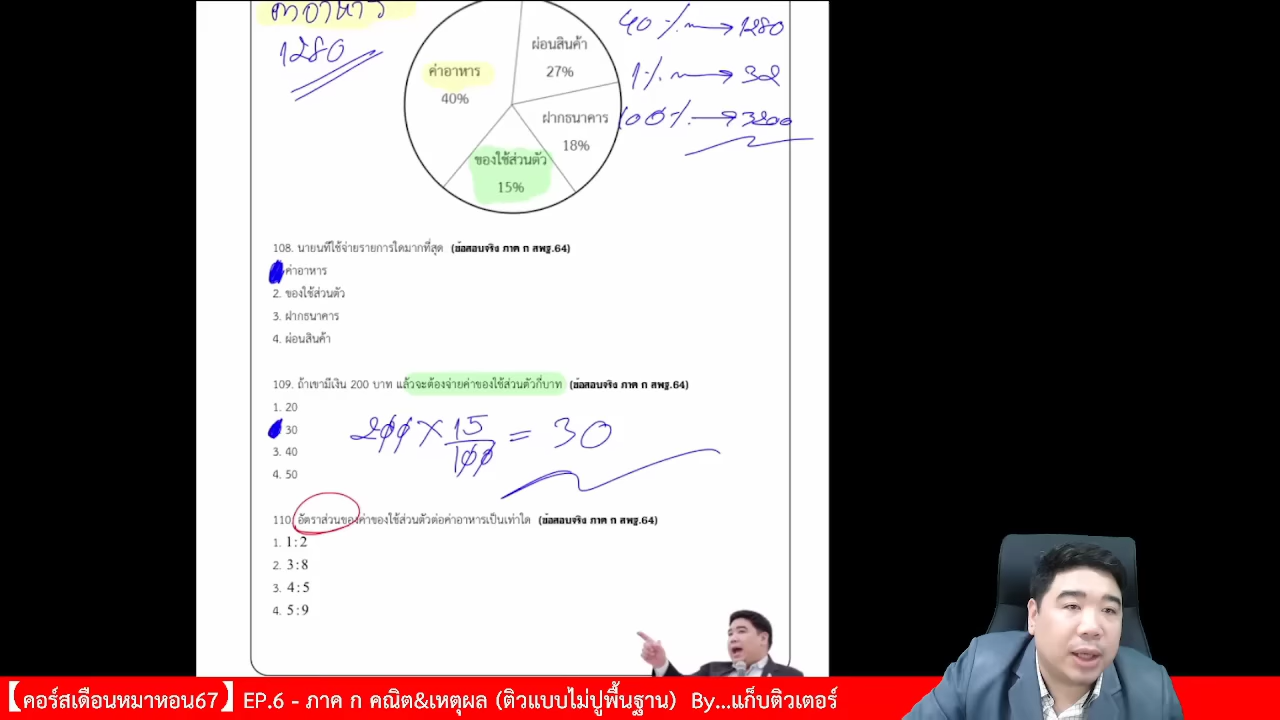 ค่าอาหาร
1280
40% → 1280
1% → 32
100% → 3200
ผ่อนสินค้า
27%
ค่าอาหาร
40%
ฝากธนาคาร
18%
ของใช้ส่วนตัว
15%
108. นายนทีใช้จ่ายรายการใดมากที่สุด (ข้อสอบจริง ภาค ก สพฐ.64)
ค่าอาหาร
2. ของใช้ส่วนตัว
3. ฝากธนาคาร
4. ผ่อนสินค้า
109. ถ้าเขามีเงิน 200 บาท แล้วจะต้องจ่ายค่าของใช้ส่วนตัวกี่บาท (ข้อสอบจริง ภาค ก สพฐ.64)
1. 20
30
3. 40
4. 50
200 × 15/100 = 30
110. อัตราส่วนของค่าของใช้ส่วนตัวต่อค่าอาหารเป็นเท่าใด (ข้อสอบจริง ภาค ก สพฐ.64)
1. 1:2
2. 3:8
3. 4:5
4. 5:9
【คอร์สเดือนหมาหอน67】 EP.6 - ภาค ก คณิต&เหตุผล (ติวแบบไม่ปูพื้นฐาน) By...แก็บติวเตอร์